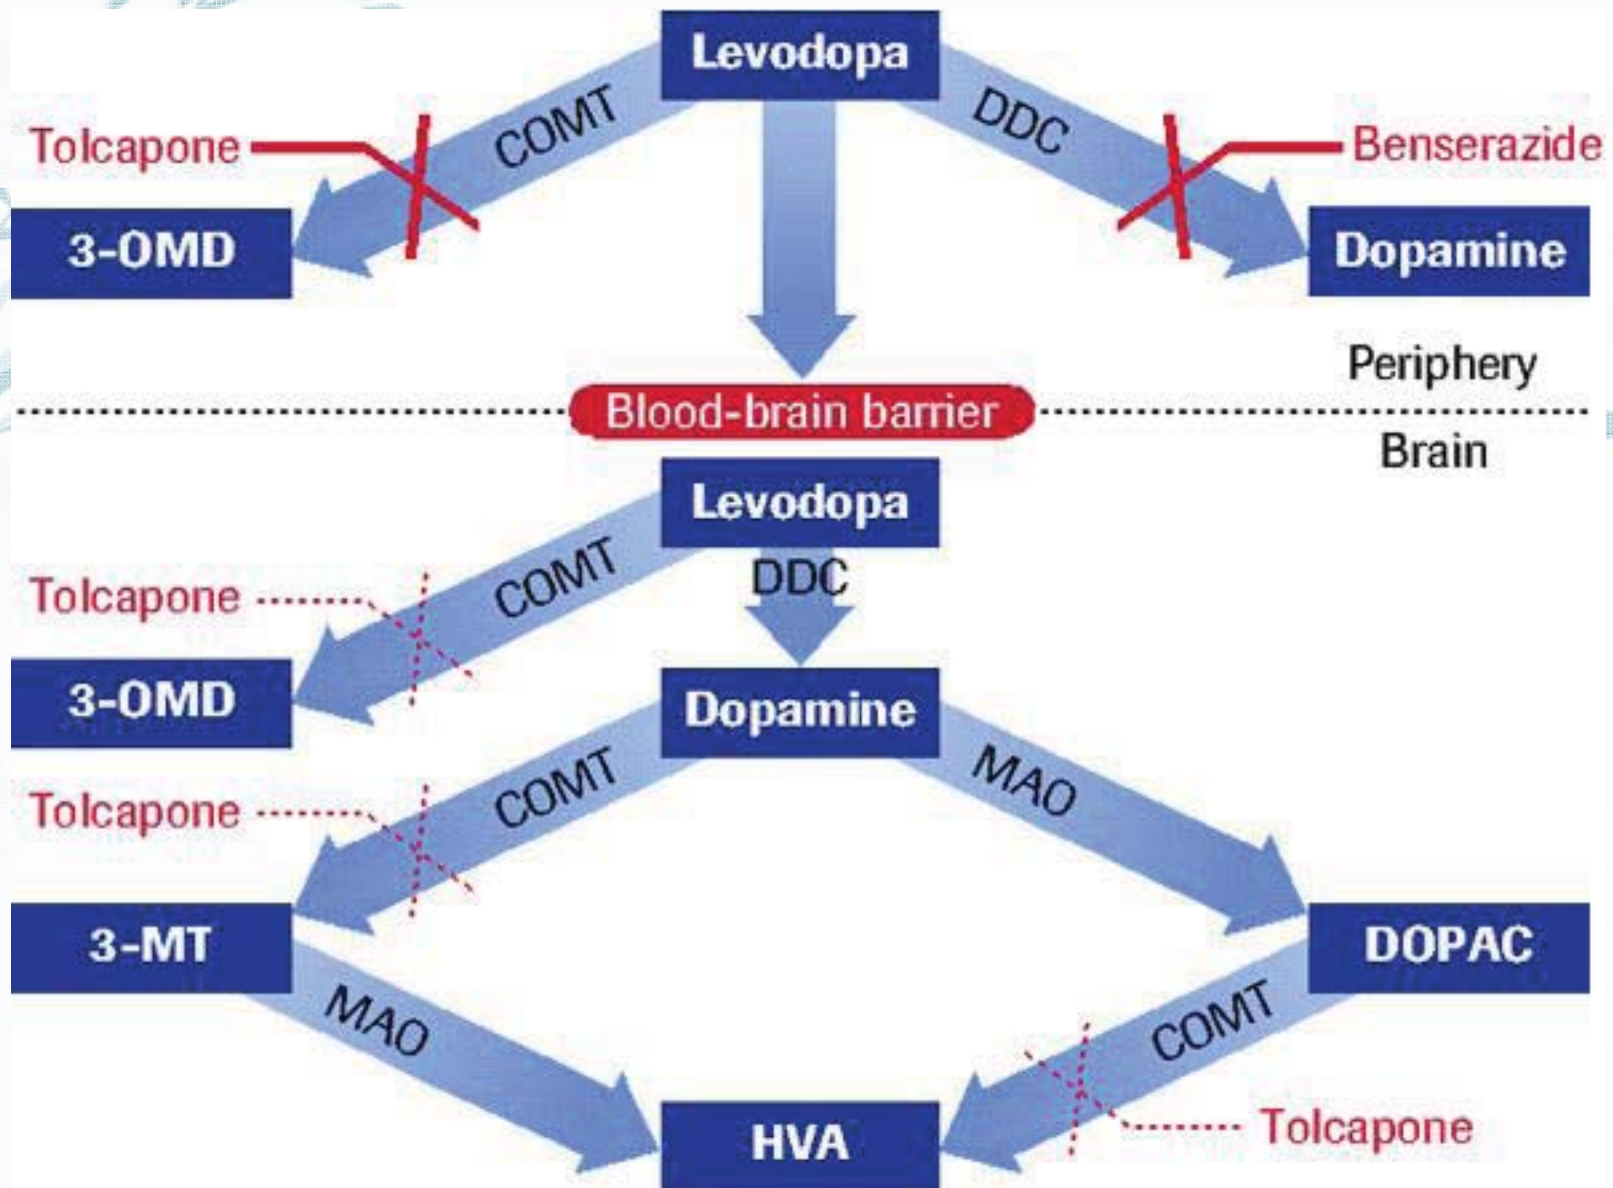 Levodopa
COMT
DDC
Tolcapone
Benserazide
3-OMD
Dopamine
Periphery
Blood-brain barrier
Brain
Levodopa
COMT
DDC
Tolcapone
3-OMD
Dopamine
COMT
MAO
Tolcapone
3-MT
DOPAC
MAO
COMT
Tolcapone
HVA